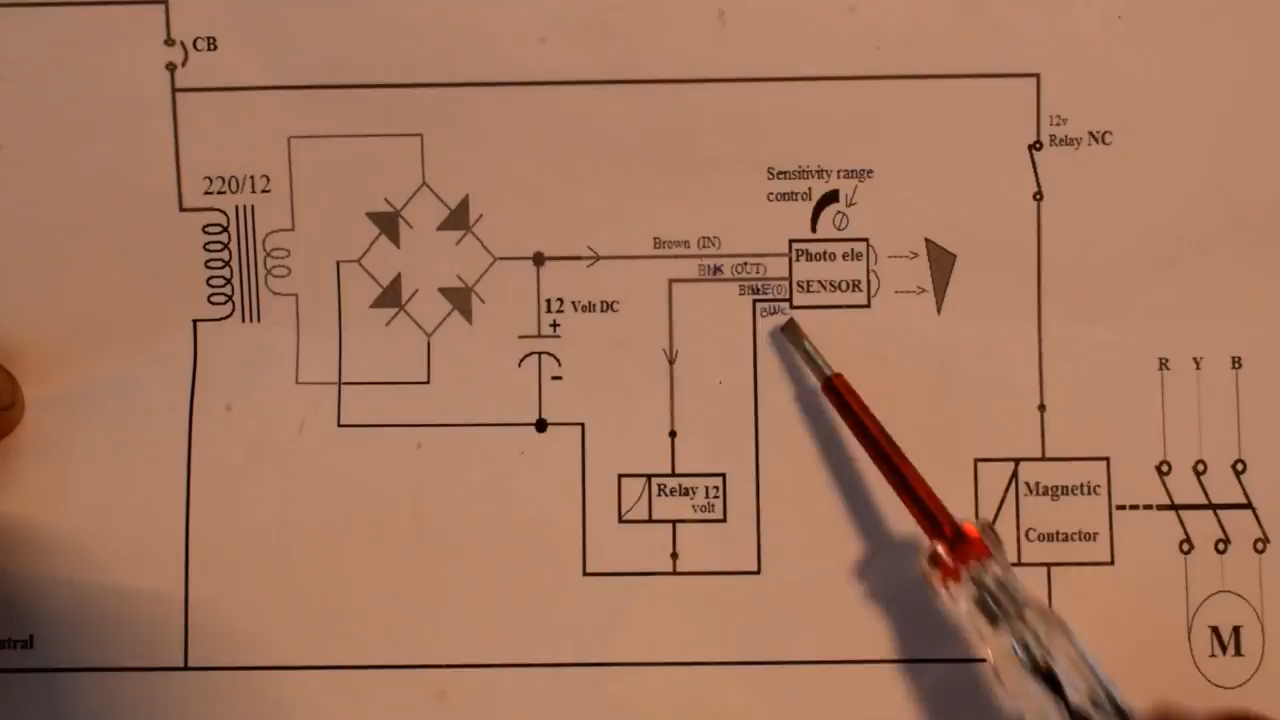 CB
12v
Relay NC
220/12
Sensitivity range
control
Brown (IN)
(OUT)
(0)
Photo ele
SENSOR
12 Volt DC
+
-
Relay 12
volt
R Y B
Magnetic
Contactor
M